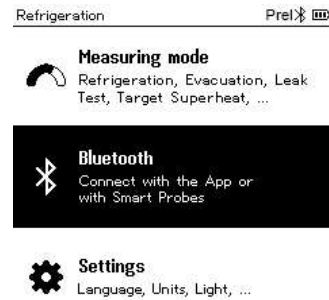 Refrigeration Prel
Measuring mode
Refrigeration, Evacuation, Leak
Test, Target Superheat, ...
Bluetooth
Connect with the App or
with Smart Probes
Settings
Language, Units, Light, ...